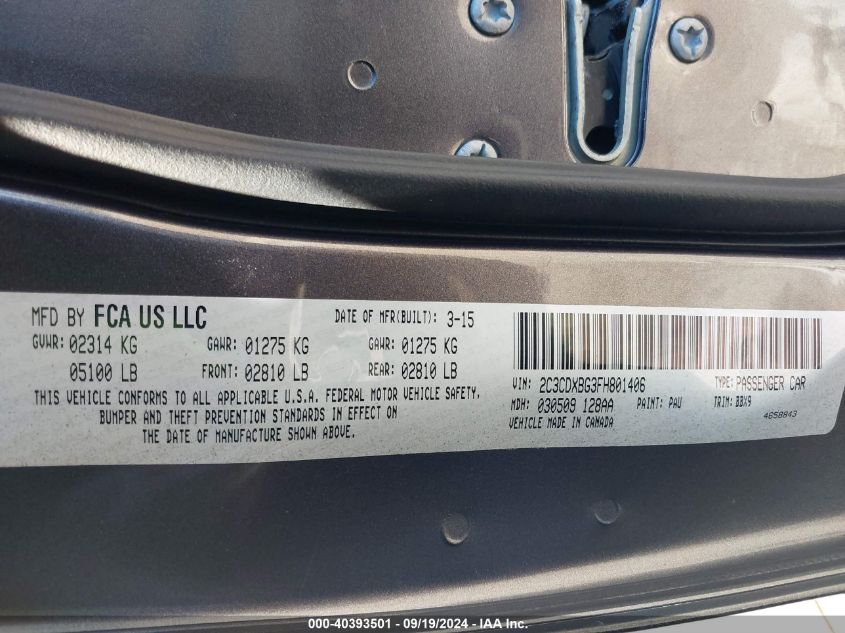 MFD BY FCA US LLC DATE OF MFR(BUILT): 3-15
GVWR: 02314 KG GAWR: 01275 KG GAWR: 01275 KG
05100 LB FRONT: 02810 LB REAR: 02810 LB
THIS VEHICLE CONFORMS TO ALL APPLICABLE U.S.A. FEDERAL MOTOR VEHICLE SAFETY,
BUMPER AND THEFT PREVENTION STANDARDS IN EFFECT ON
THE DATE OF MANUFACTURE SHOWN ABOVE.
VIN: 2C3CDXBG3FH801406 TYPE: PASSENGER CAR
MDH: 030509 128AA PAINT: PAU TRIM: BBX9
VEHICLE MADE IN CANADA 4658843
000-40393501 - 09/19/2024 - IAA Inc.